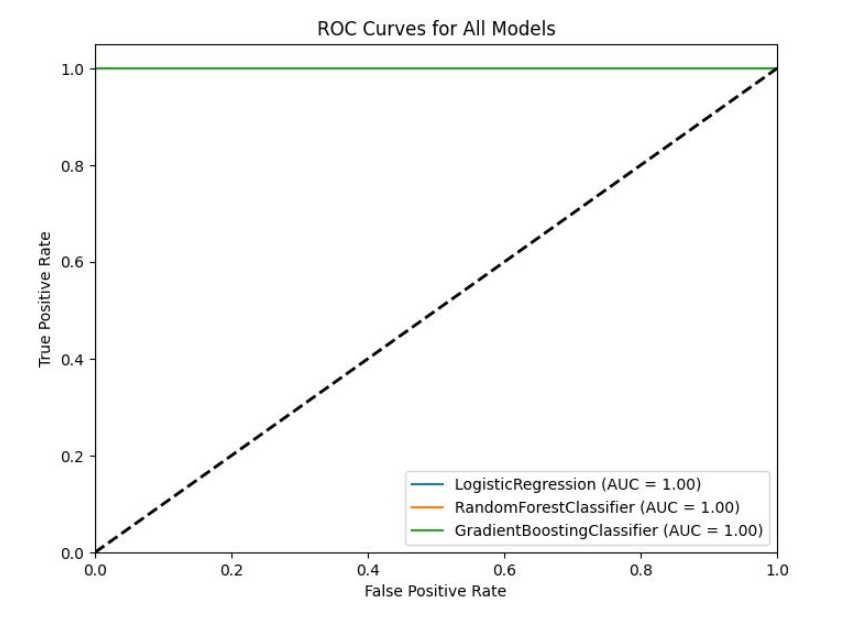 ROC Curves for All Models
1.0
0.8
0.6
0.4
0.2
0.0
True Positive Rate
LogisticRegression (AUC = 1.00)
RandomForestClassifier (AUC = 1.00)
GradientBoostingClassifier (AUC = 1.00)
0.0 0.2 0.4 0.6 0.8 1.0
False Positive Rate